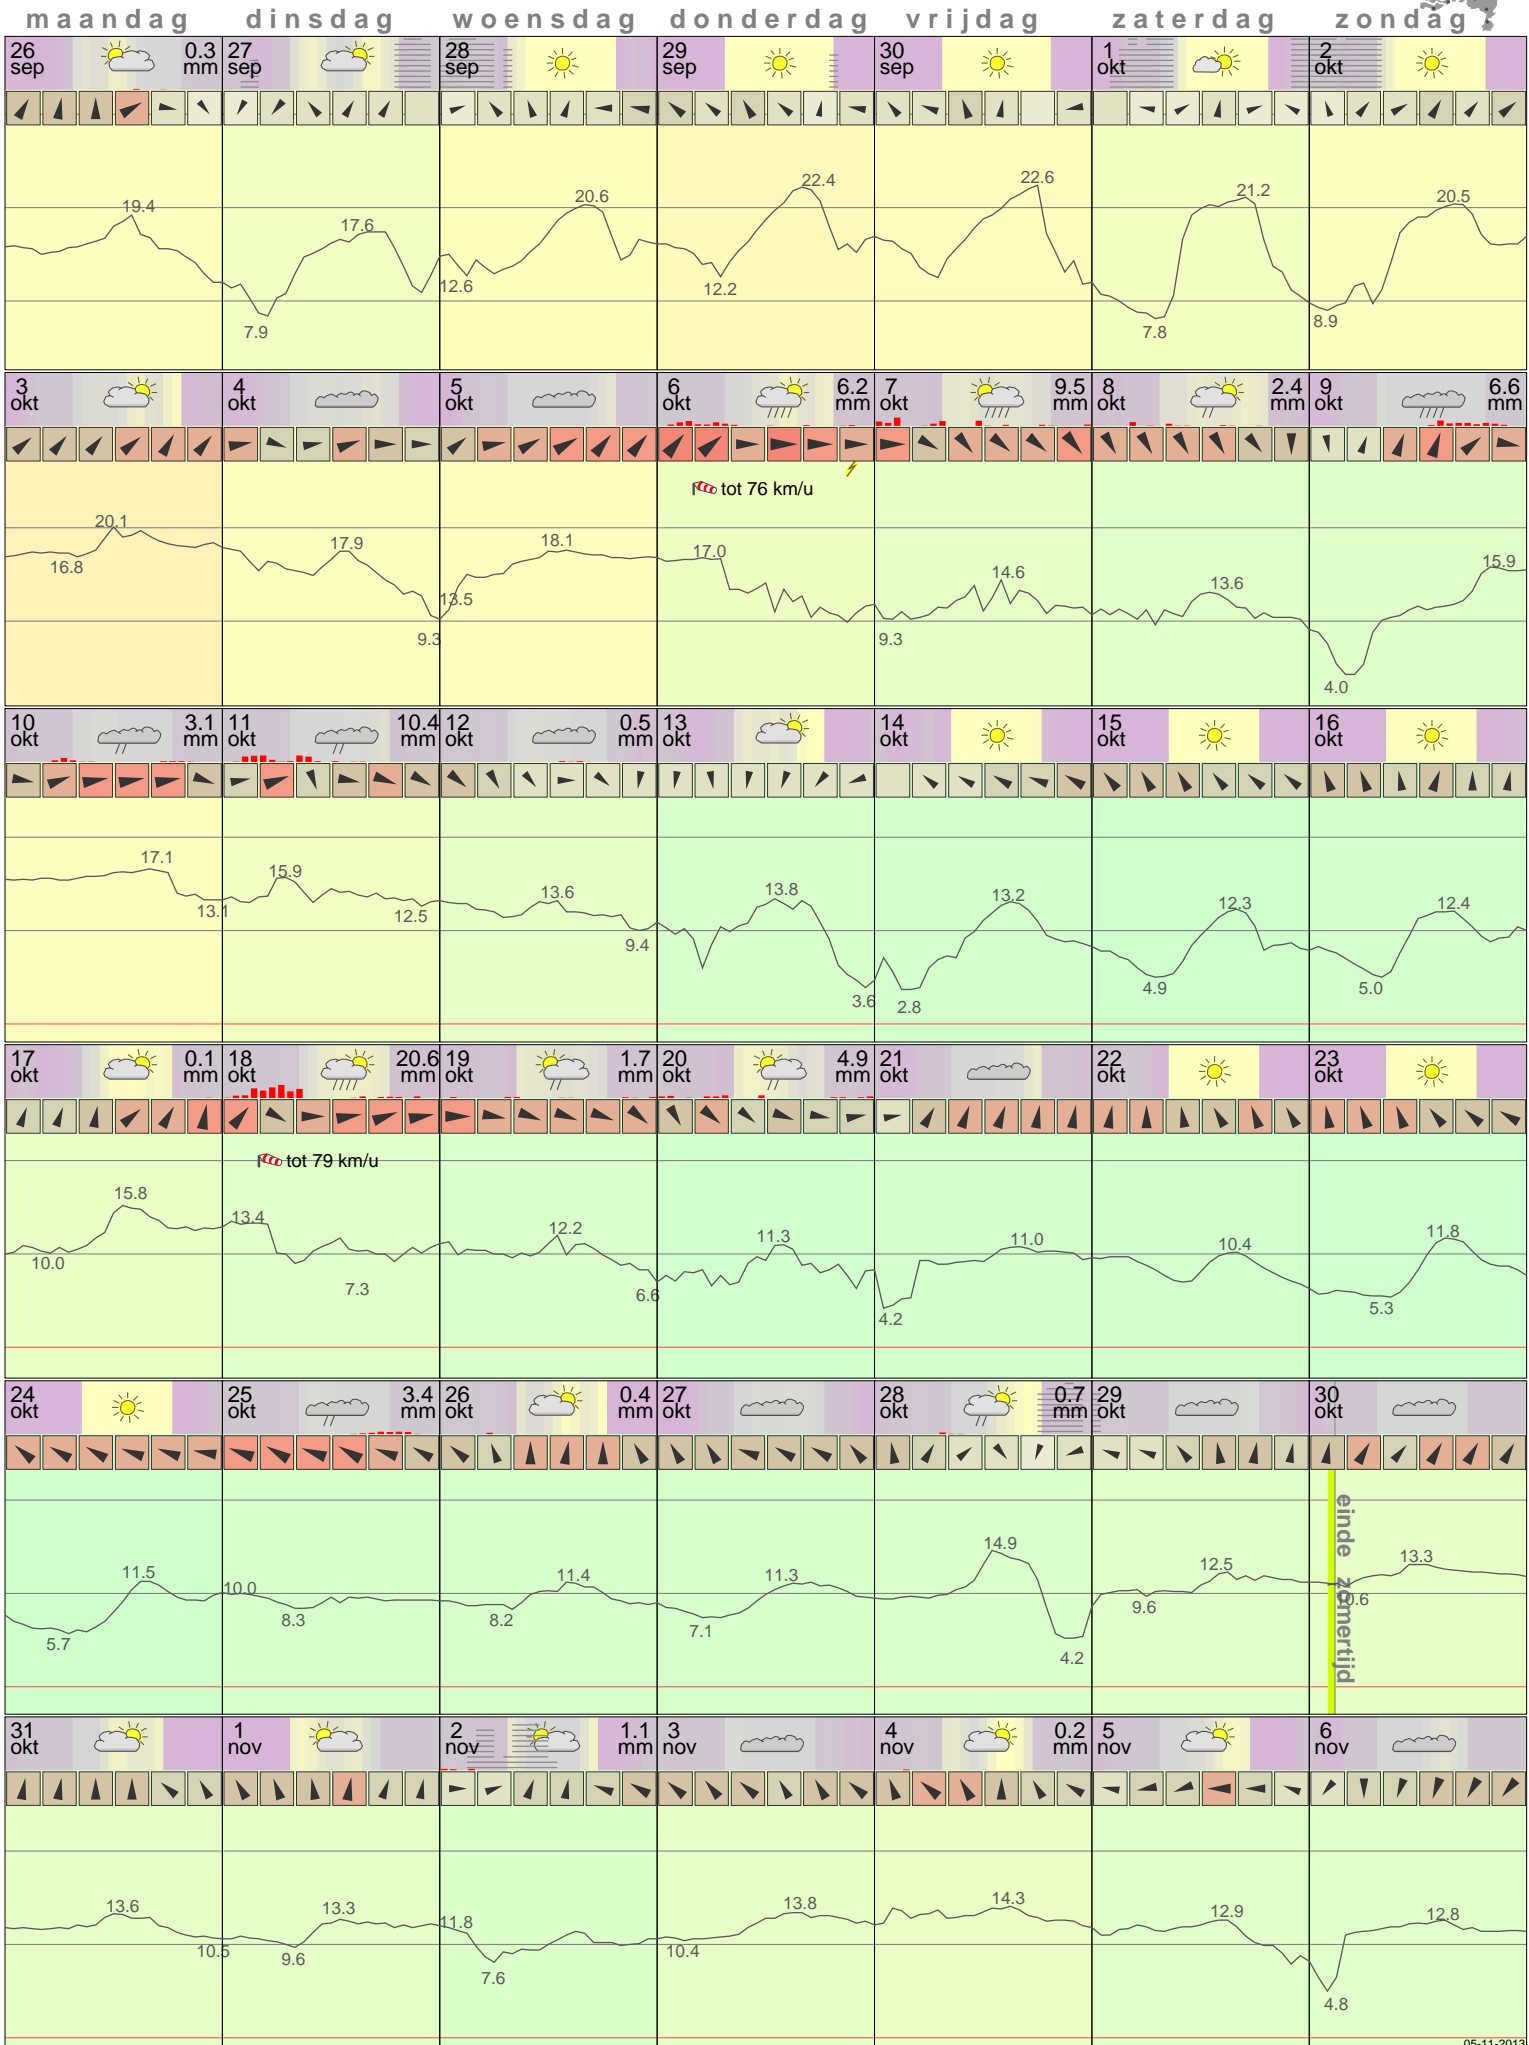 maandag dinsdag woensdag donderdag vrijdag zaterdag zondag
26 sep 0.3 mm 27 sep 28 sep 29 sep 30 sep 1 okt 2 okt
19.4 7.9 17.6 12.6 20.6 12.2 22.4 22.6 7.8 21.2 8.9 20.5
3 okt 4 okt 5 okt 6 okt 6.2 mm 7 okt 9.5 mm 8 okt 2.4 mm 9 okt 6.6 mm
tot 76 km/u
16.8 20.1 17.9 9.3 13.5 18.1 17.0 9.3 14.6 13.6 4.0 15.9
10 okt 3.1 mm 11 okt 10.4 mm 12 okt 0.5 mm 13 okt 14 okt 15 okt 16 okt
17.1 13.1 15.9 12.5 13.6 9.4 13.8 3.6 2.8 13.2 4.9 12.3 5.0 12.4
17 okt 0.1 mm 18 okt 20.6 mm 19 okt 1.7 mm 20 okt 4.9 mm 21 okt 22 okt 23 okt
tot 79 km/u
10.0 15.8 13.4 7.3 12.2 6.6 11.3 4.2 11.0 10.4 5.3 11.8
24 okt 25 okt 3.4 mm 26 okt 0.4 mm 27 okt 28 okt 0.7 mm 29 okt 30 okt
einde zomertijd
5.7 11.5 10.0 8.3 8.2 11.4 7.1 11.3 14.9 4.2 9.6 12.5 10.6 13.3
31 okt 1 nov 2 nov 1.1 mm 3 nov 4 nov 0.2 mm 5 nov 6 nov
13.6 10.5 9.6 13.3 11.8 7.6 10.4 13.8 14.3 12.9 4.8 12.8
05-11-2013